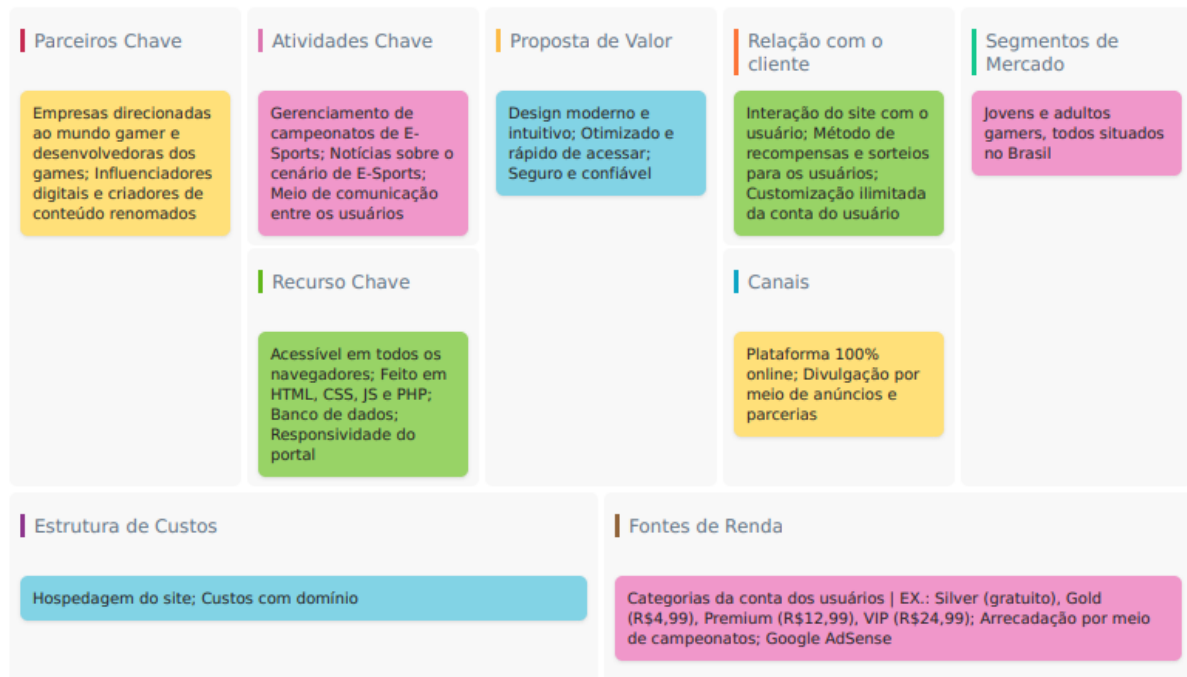 Parceiros Chave
Empresas direcionadas
ao mundo gamer e
desenvolvedoras dos
games; Influenciadores
digitais e criadores de
conteúdo renomados
Atividades Chave
Gerenciamento de
campeonatos de E-
Sports; Notícias sobre o
cenário de E-Sports;
Meio de comunicação
entre os usuários
Recurso Chave
Acessível em todos os
navegadores; Feito em
HTML, CSS, JS e PHP;
Banco de dados;
Responsividade do
portal
Proposta de Valor
Design moderno e
intuitivo; Otimizado e
rápido de acessar;
Seguro e confiável
Relação com o
cliente
Interação do site com o
usuário; Método de
recompensas e sorteios
para os usuários;
Customização ilimitada
da conta do usuário
Canais
Plataforma 100%
online; Divulgação por
meio de anúncios e
parcerias
Segmentos de
Mercado
Jovens e adultos
gamers, todos situados
no Brasil
Estrutura de Custos
Hospedagem do site; Custos com domínio
Fontes de Renda
Categorias da conta dos usuários | EX.: Silver (gratuito), Gold
(R$4,99), Premium (R$12,99), VIP (R$24,99); Arrecadação por meio
de campeonatos; Google AdSense